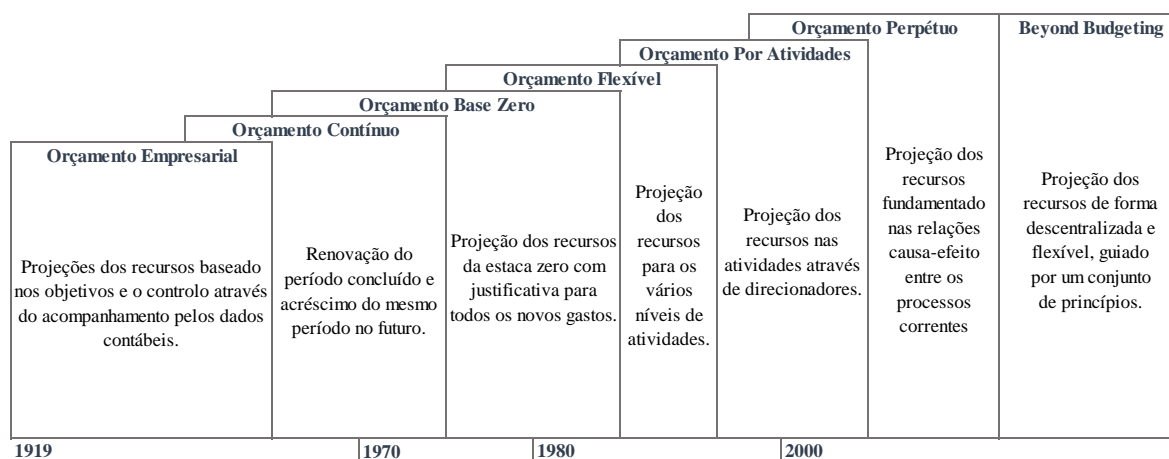 Orçamento Perpétuo
Beyond Budgeting
Orçamento Por Atividades
Orçamento Flexível
Orçamento Base Zero
Orçamento Contínuo
Orçamento Empresarial
Projeções dos recursos baseado
nos objetivos e o controlo através
do acompanhamento pelos dados
contábeis.
Renovação do
período concluído e
acréscimo do mesmo
período no futuro.
Projeção dos recursos
da estaca zero com
justificativa para
todos os novos gastos.
Projeção
dos
recursos
para os
vários
níveis de
atividades.
Projeção dos
recursos nas
atividades através
de direcionadores.
Projeção dos
recursos
fundamentado
nas relações
causa-efeito
entre os
processos
correntes
Projeção dos
recursos de forma
descentralizada e
flexível, guiado
por um conjunto
de princípios.
1919
1970
1980
2000